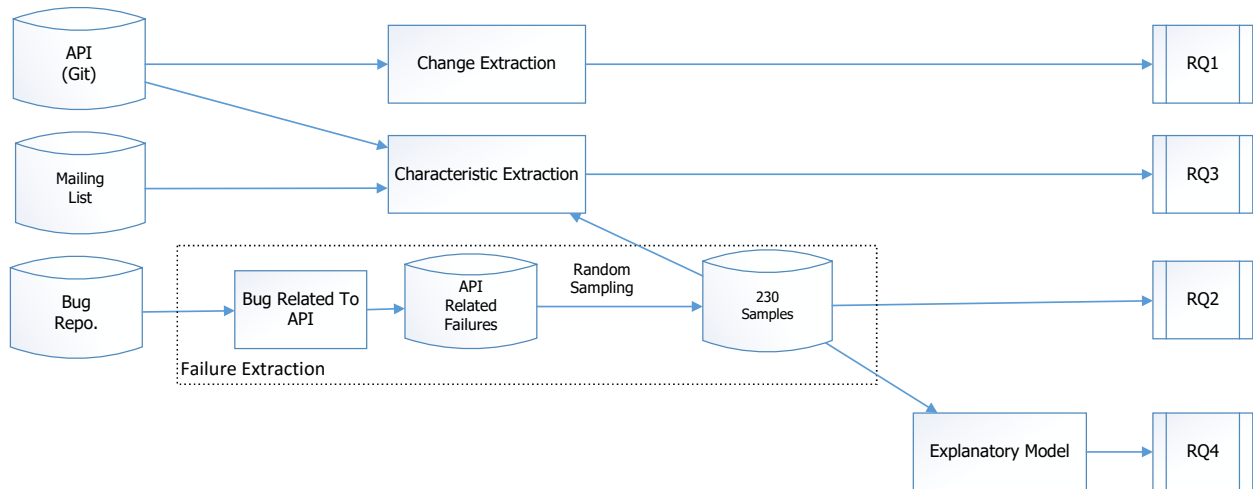 API
(Git)
Change Extraction
RQ1
Mailing
List
Characteristic Extraction
RQ3
Bug
Repo.
Bug Related To
API
API
Related
Failures
Random
Sampling
230
Samples
RQ2
Failure Extraction
Explanatory Model
RQ4